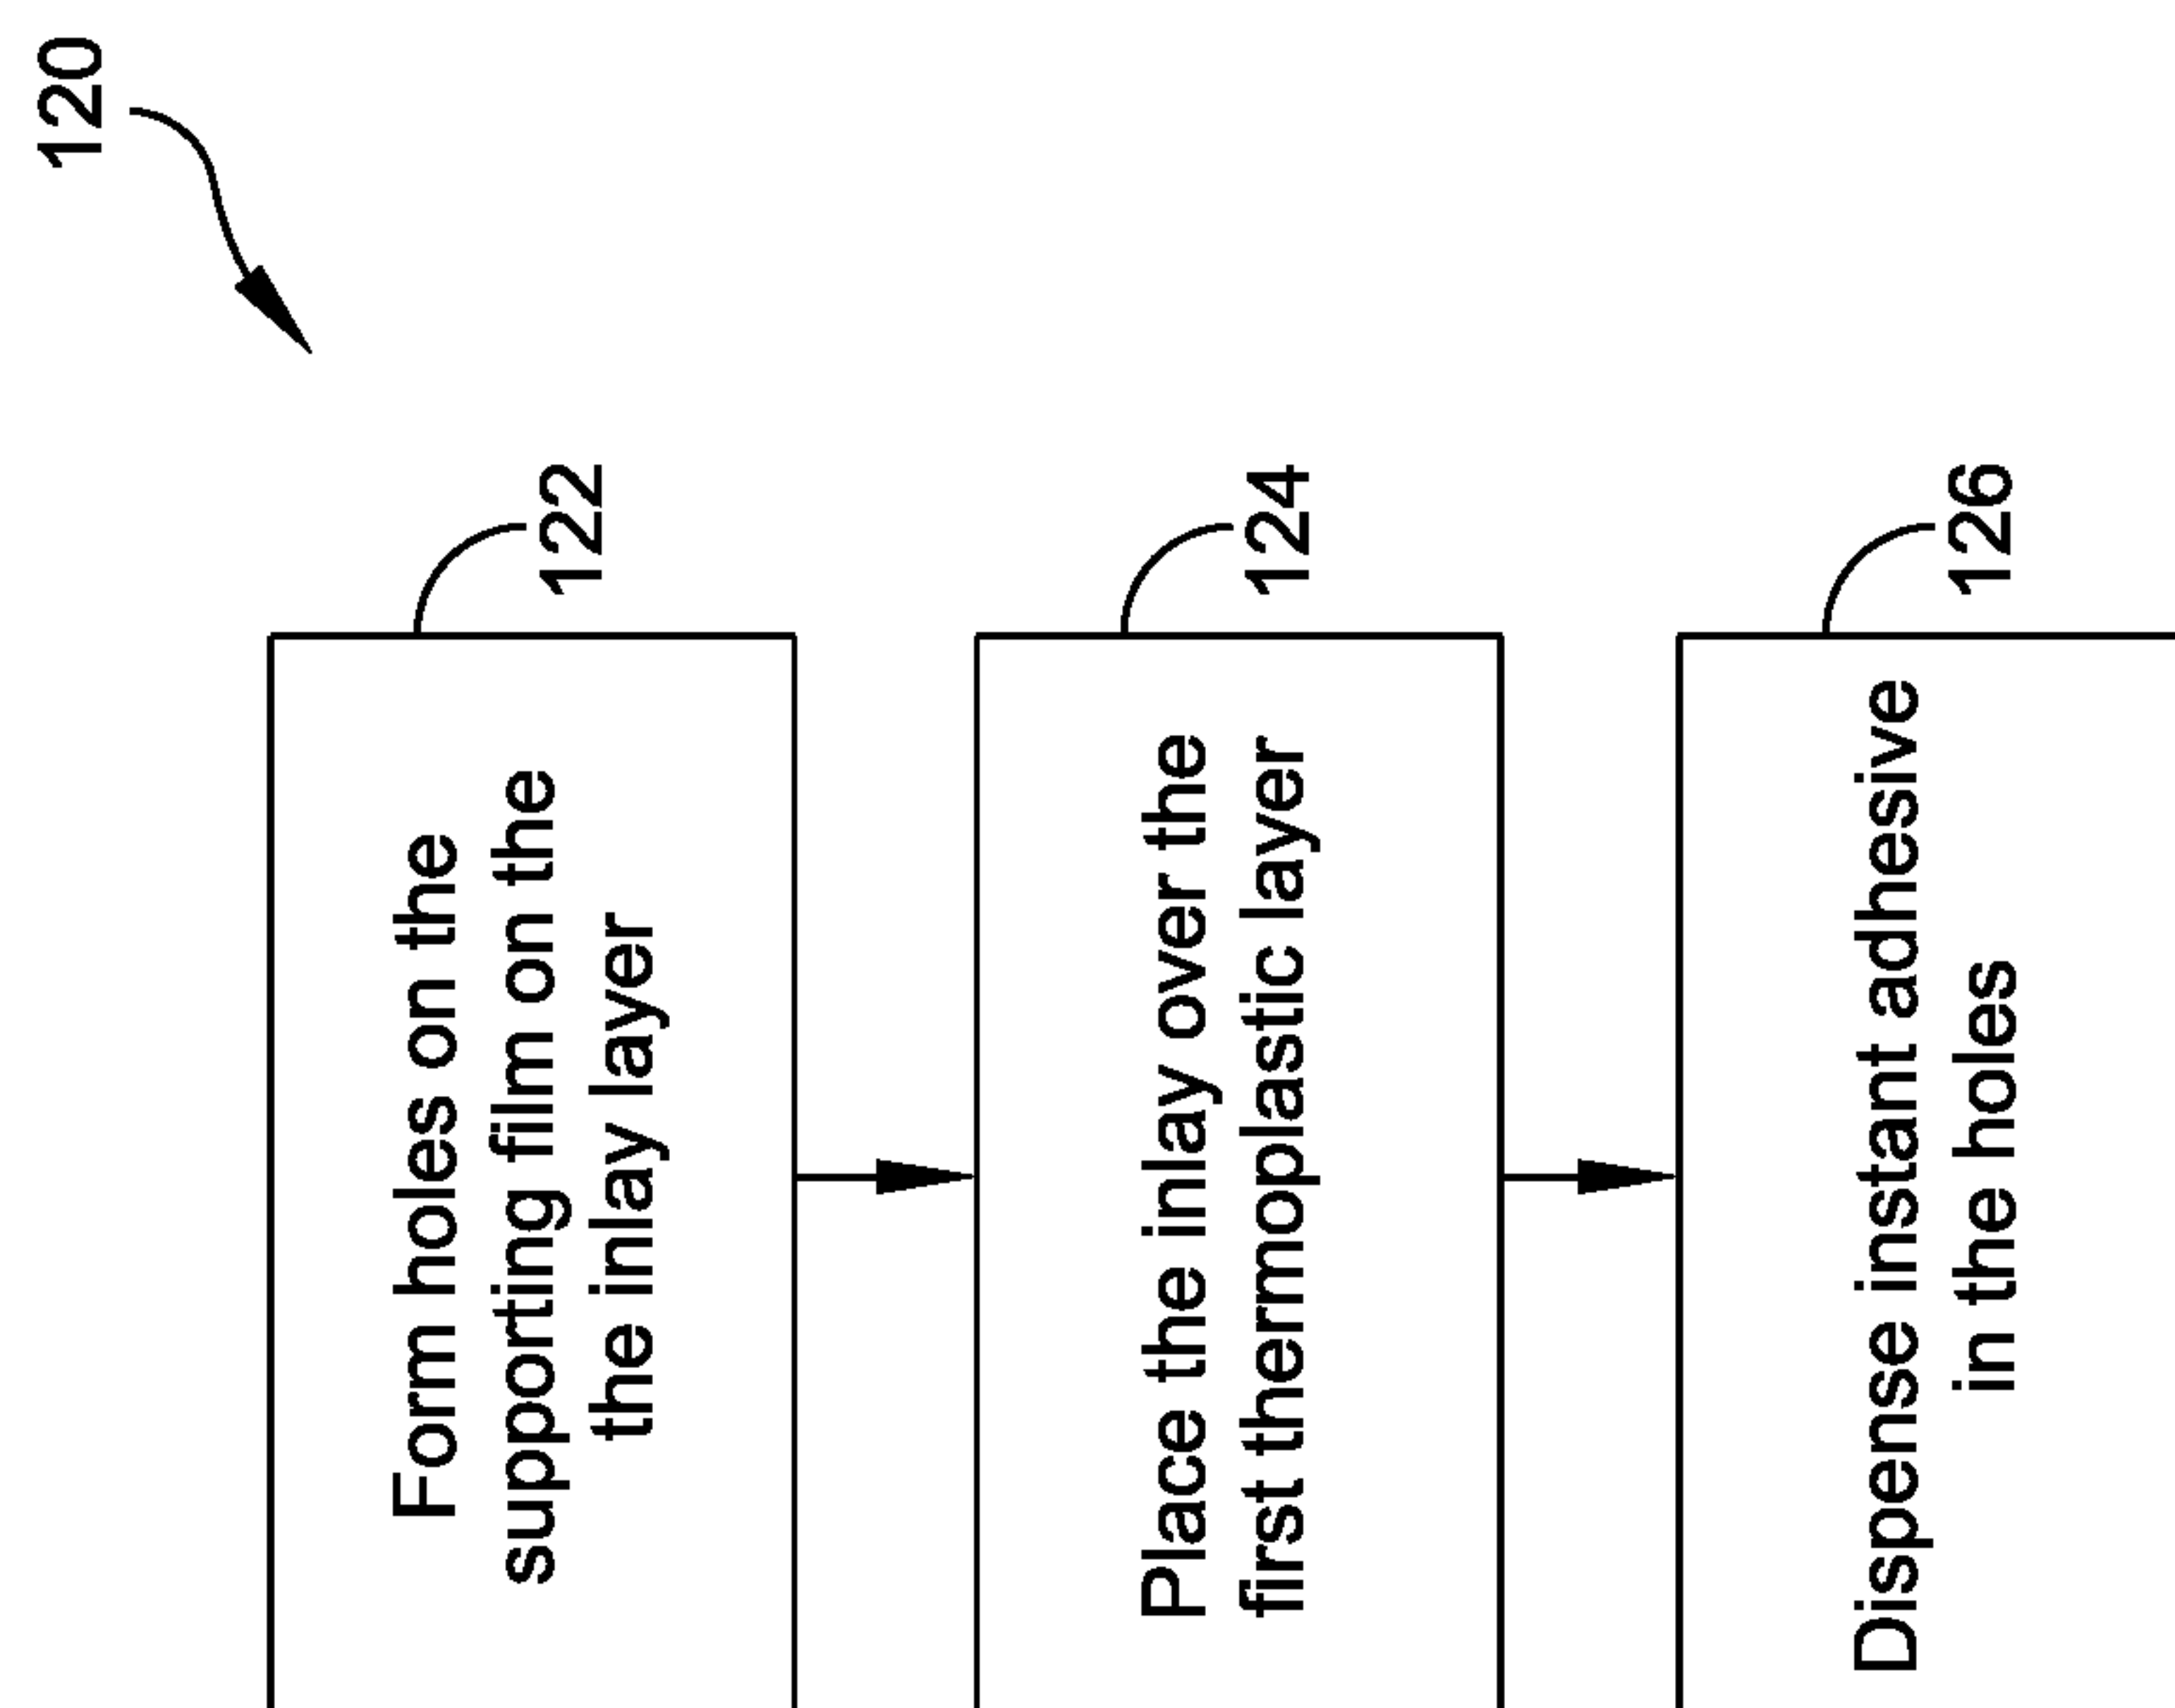 120
122
Form holes on the
supporting film on the
the inlay layer
124
Place the inlay over the
first thermoplastic layer
126
Dispense instant adhesive
in the holes